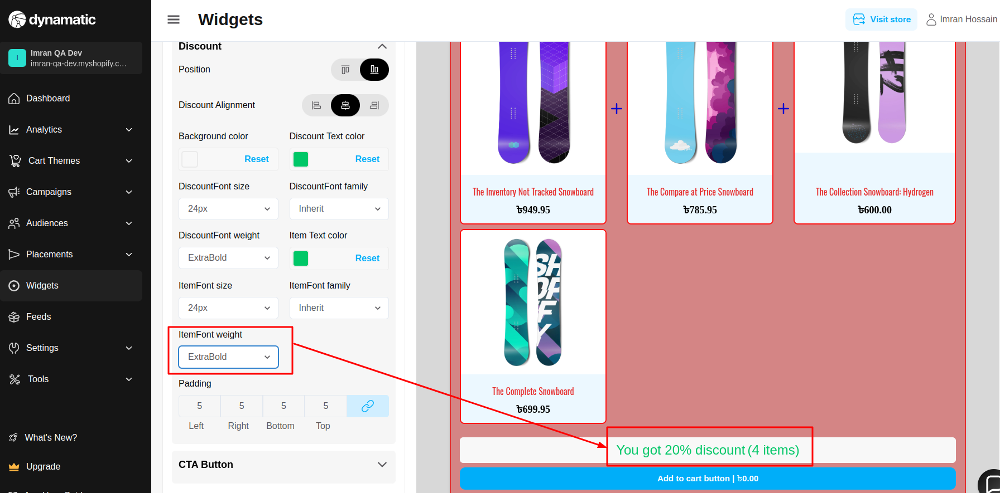 dynamatic
Widgets
Visit store
Imran Hossain
I
Imran QA Dev
imran-qa-dev.myshopify.c...
Dashboard
Analytics
Cart Themes
Campaigns
Audiences
Placements
Widgets
Feeds
Settings
Tools
What's New?
Upgrade
Discount
Position
Discount Alignment
Background color
Discount Text color
Reset
Reset
DiscountFont size
DiscountFont family
24px
Inherit
DiscountFont weight
Item Text color
ExtraBold
Reset
ItemFont size
ItemFont family
24px
Inherit
ItemFont weight
ExtraBold
Padding
5 5 5 5
Left Right Bottom Top
CTA Button
+
+
The Inventory Not Tracked Snowboard
৳949.95
The Compare at Price Snowboard
৳785.95
The Collection Snowboard: Hydrogen
৳600.00
SH
OP
IF
Y
The Complete Snowboard
৳699.95
You got 20% discount (4 items)
Add to cart button | ৳0.00